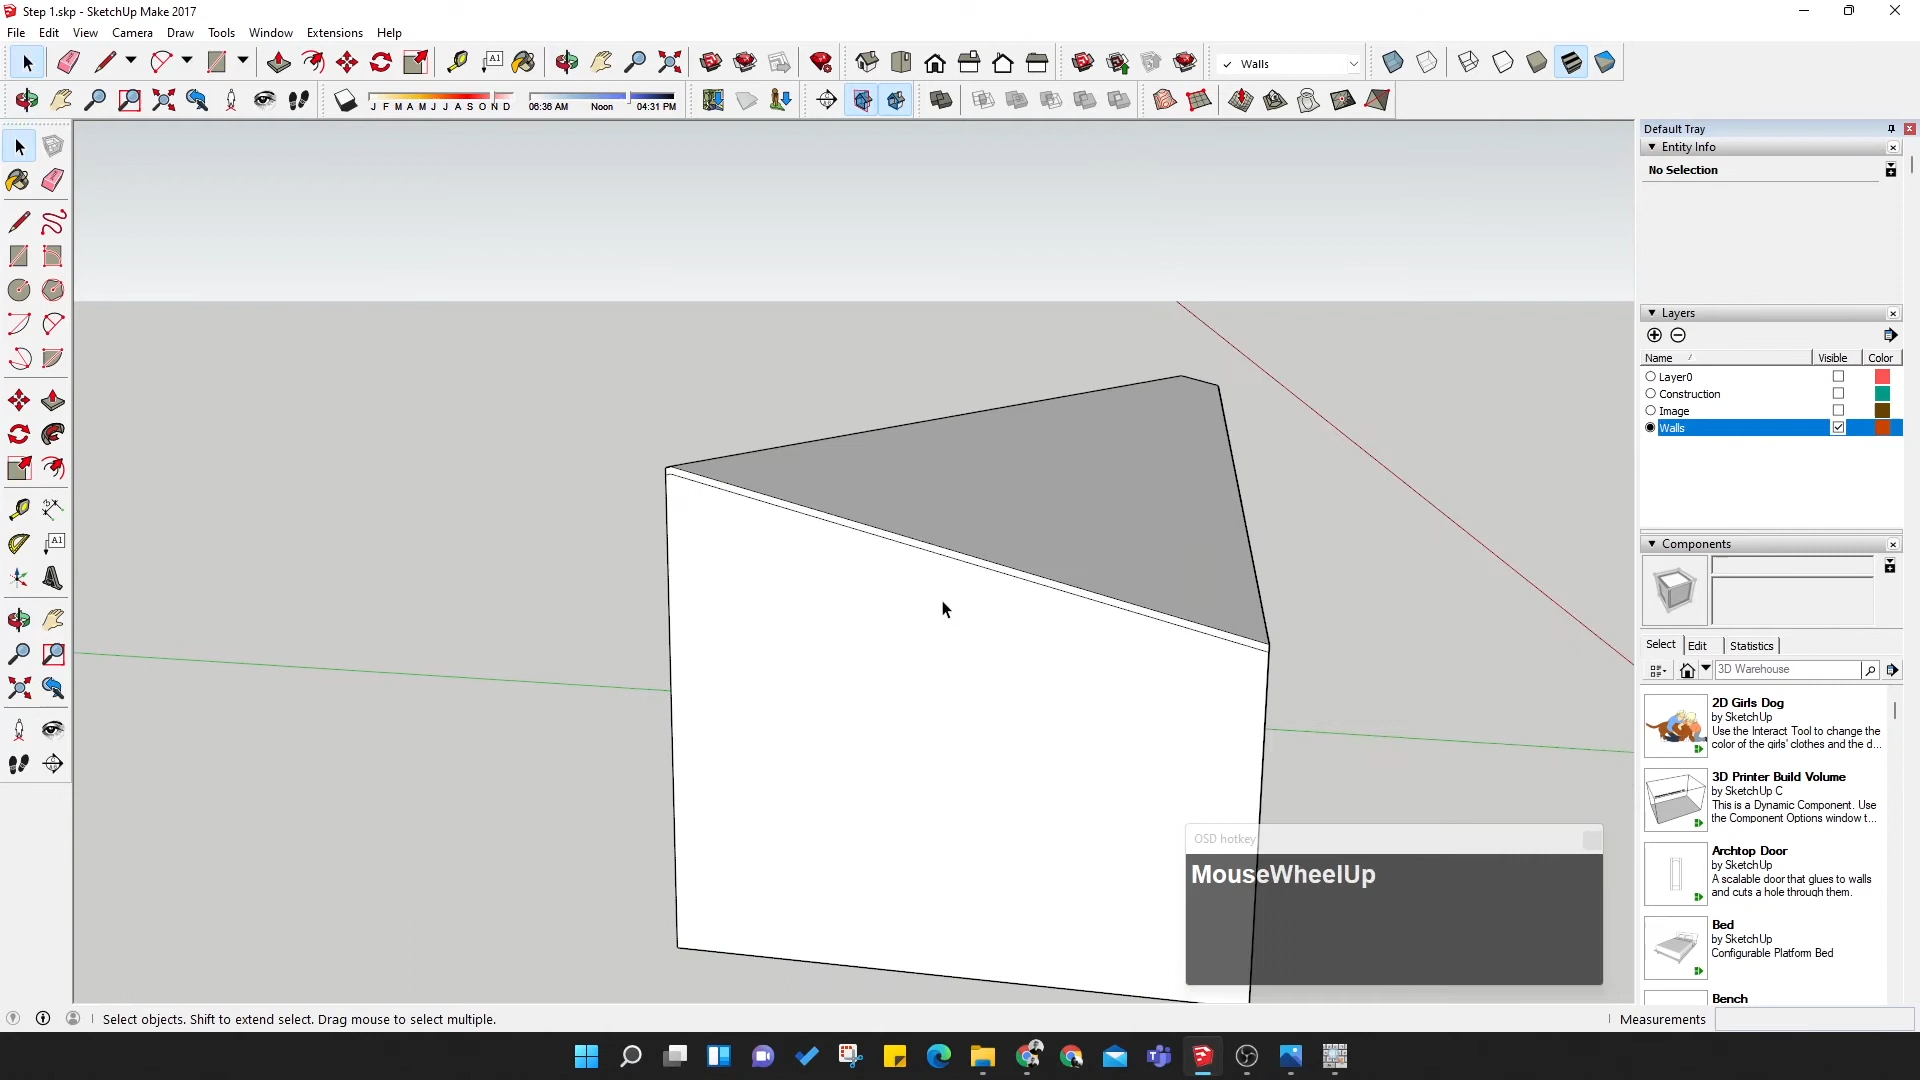 Step 1.skp - SketchUp Make 2017
File Edit View Camera Draw Tools Window Extensions Help
A1
Walls
J F M A M J J A S O N D
06:36 AM Noon 04:31 PM
Default Tray
Entity Info
No Selection
Layers
Name Visible Color
Layer0
Construction
Image
Walls
A1
Components
Select Edit Statistics
3D Warehouse
2D Girls Dog
by SketchUp
Use the Interact Tool to change the
color of the girls' clothes and the d...
3D Printer Build Volume
by SketchUp C
This is a Dynamic Component. Use
the Component Options window t...
Archtop Door
by SketchUp
A scalable door that glues to walls
and cuts a hole through them.
Bed
by SketchUp
Configurable Platform Bed
Bench
OSD hotkey
MouseWheelUp
Select objects. Shift to extend select. Drag mouse to select multiple.
Measurements